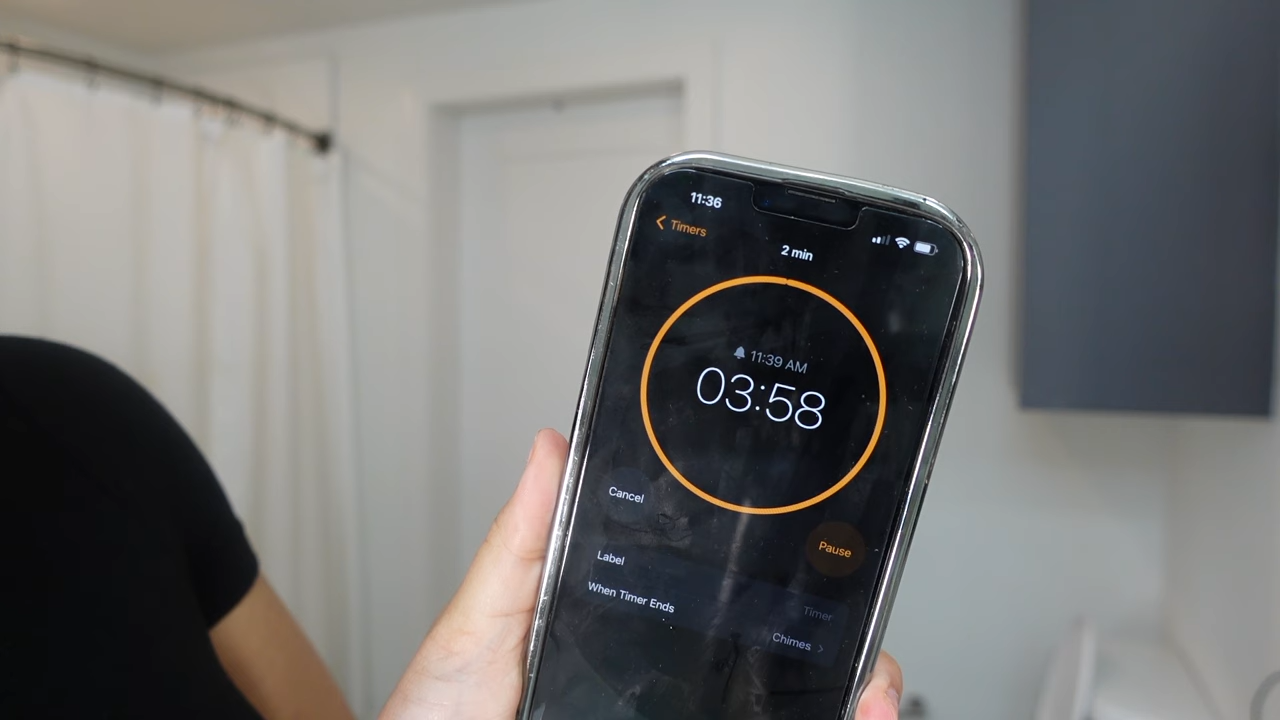 11:36
Timers
2 min
11:39 AM
03:58
Cancel
Pause
Label
Timer
When Timer Ends
Chimes